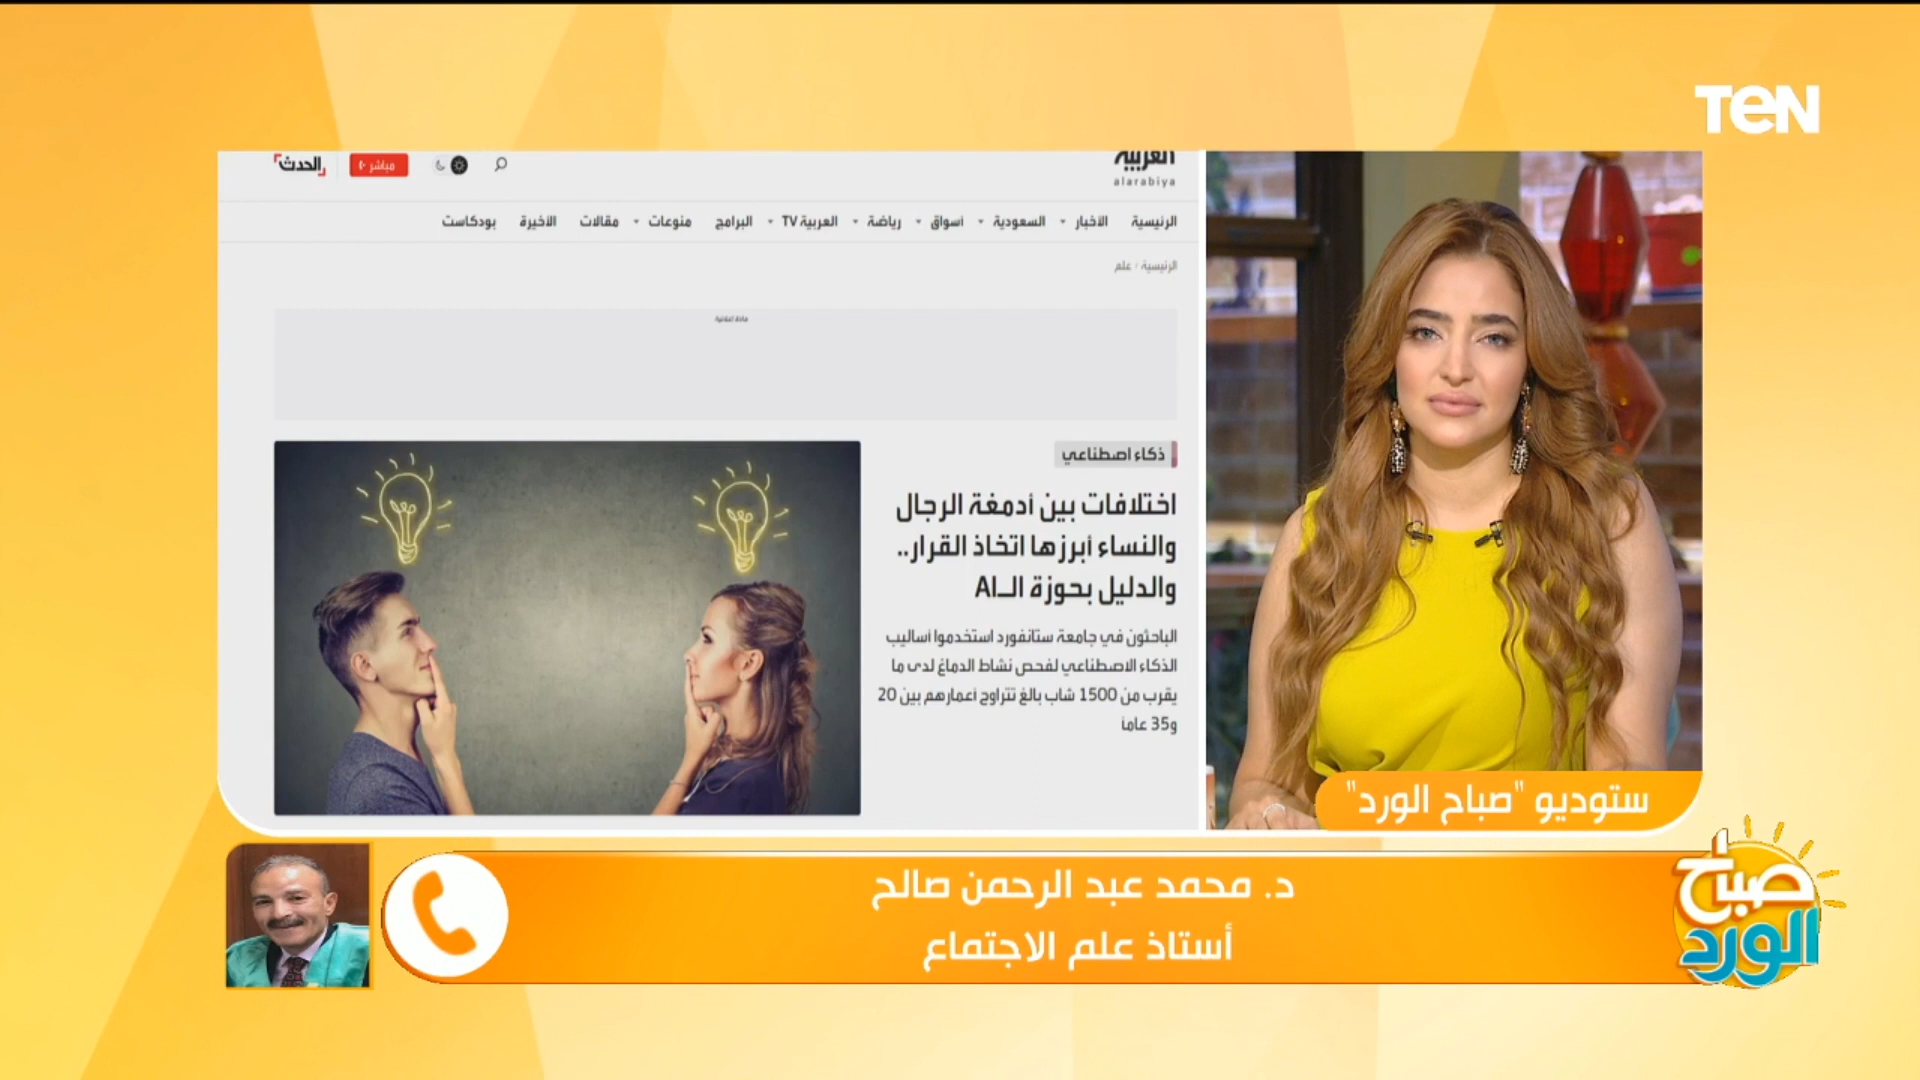 TEN
العربية
alarabiya
مباشر
الحدث
الرئيسية الأخبار السعودية أسواق رياضة العربية TV البرامج منوعات مقالات الأخيرة بودكاست
الرئيسية / علم
مادة اعلانية
ذكاء اصطناعي
اختلافات بين أدمغة الرجال
والنساء أبرزها اتخاذ القرار..
والدليل بحوزة الـAI
الباحثون في جامعة ستانفورد استخدموا أساليب
الذكاء الاصطناعي لفحص نشاط الدماغ لدى ما
يقرب من 1500 شاب بالغ تتراوح أعمارهم بين 20
و35 عاماً
ستوديو "صباح الورد"
د. محمد عبد الرحمن صالح
أستاذ علم الاجتماع
صباح
الورد